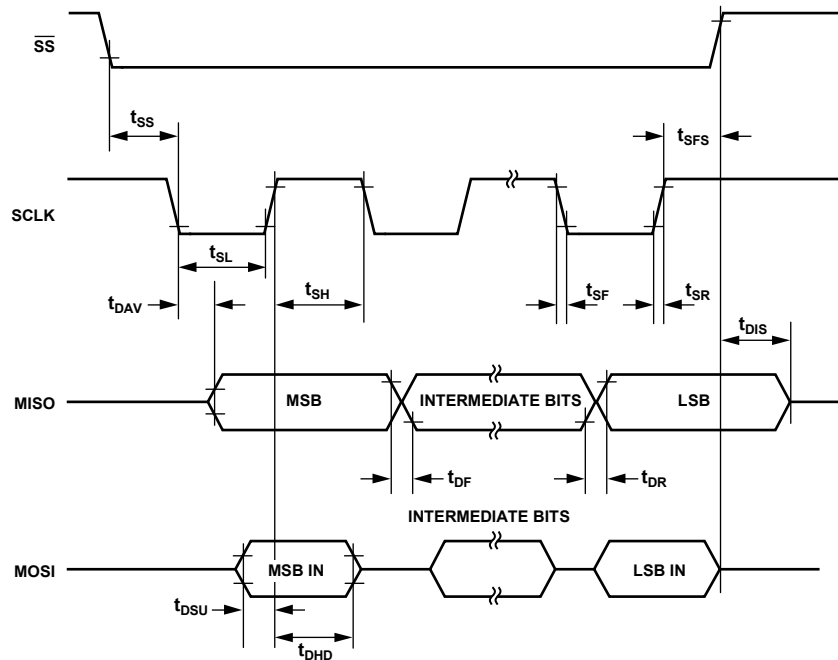 SS
tSS
tSFS
SCLK
tSL
tSH
tSF
tSR
tDAV
tDIS
MISO
MSB
INTERMEDIATE BITS
LSB
tDF
tDR
INTERMEDIATE BITS
MOSI
MSB IN
LSB IN
tDSU
tDHD